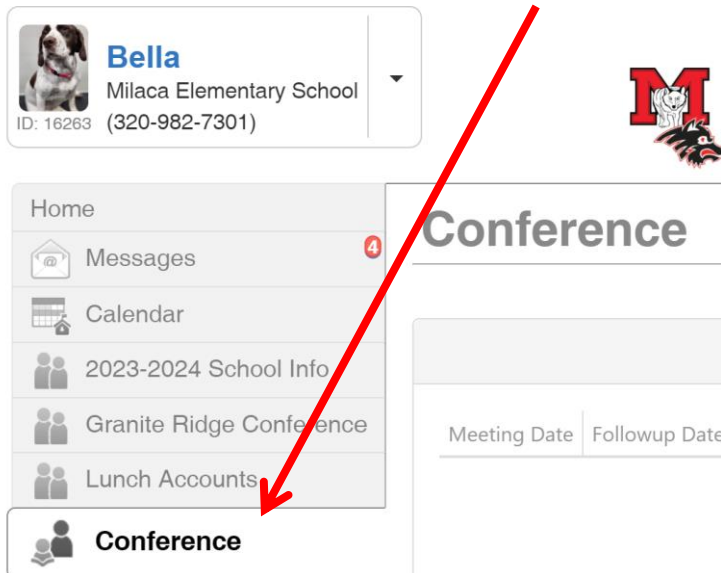 Bella
Milaca Elementary School
ID: 16263 (320-982-7301)
M
Home
Messages 4
Calendar
2023-2024 School Info
Granite Ridge Conference
Lunch Accounts
Conference
Conference
Meeting Date Followup Date